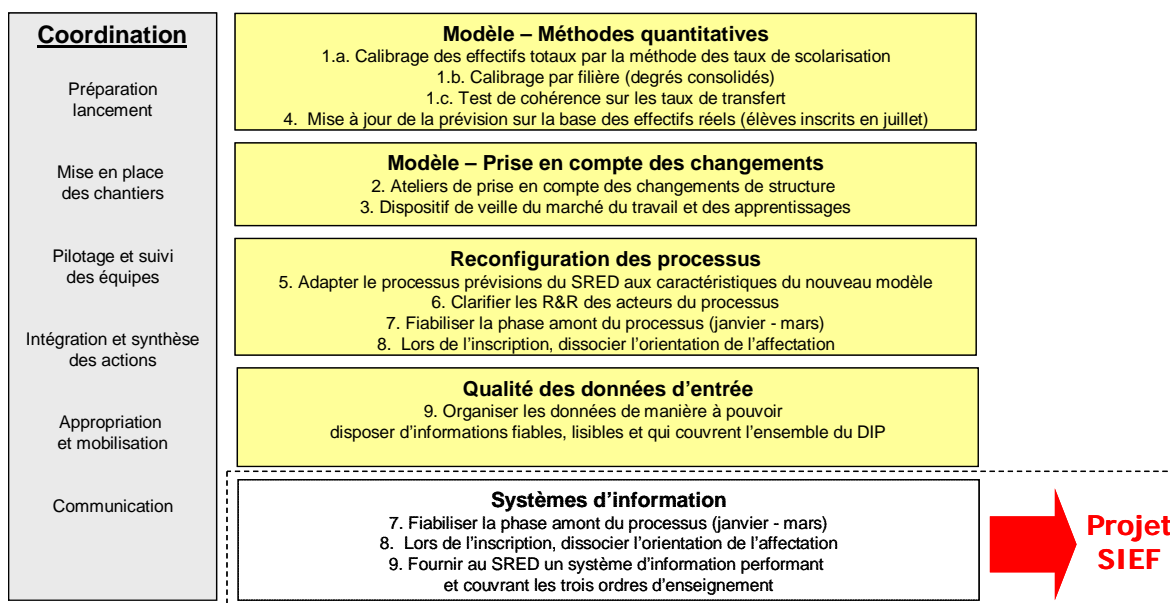 Coordination
Préparation
lancement
Mise en place
des chantiers
Pilotage et suivi
des équipes
Intégration et synthèse
des actions
Appropriation
et mobilisation
Communication
Modèle – Méthodes quantitatives
1.a. Calibrage des effectifs totaux par la méthode des taux de scolarisation
1.b. Calibrage par filière (degrés consolidés)
1.c. Test de cohérence sur les taux de transfert
4. Mise à jour de la prévision sur la base des effectifs réels (élèves inscrits en juillet)
Modèle – Prise en compte des changements
2. Ateliers de prise en compte des changements de structure
3. Dispositif de veille du marché du travail et des apprentissages
Reconfiguration des processus
5. Adapter le processus prévisions du SRED aux caractéristiques du nouveau modèle
6. Clarifier les R&R des acteurs du processus
7. Fiabiliser la phase amont du processus (janvier - mars)
8. Lors de l'inscription, dissocier l'orientation de l'affectation
Qualité des données d'entrée
9. Organiser les données de manière à pouvoir
disposer d'informations fiables, lisibles et qui couvrent l'ensemble du DIP
Systèmes d'information
7. Fiabiliser la phase amont du processus (janvier - mars)
8. Lors de l'inscription, dissocier l'orientation de l'affectation
9. Fournir au SRED un système d'information performant
et couvrant les trois ordres d'enseignement
Projet
SIEF